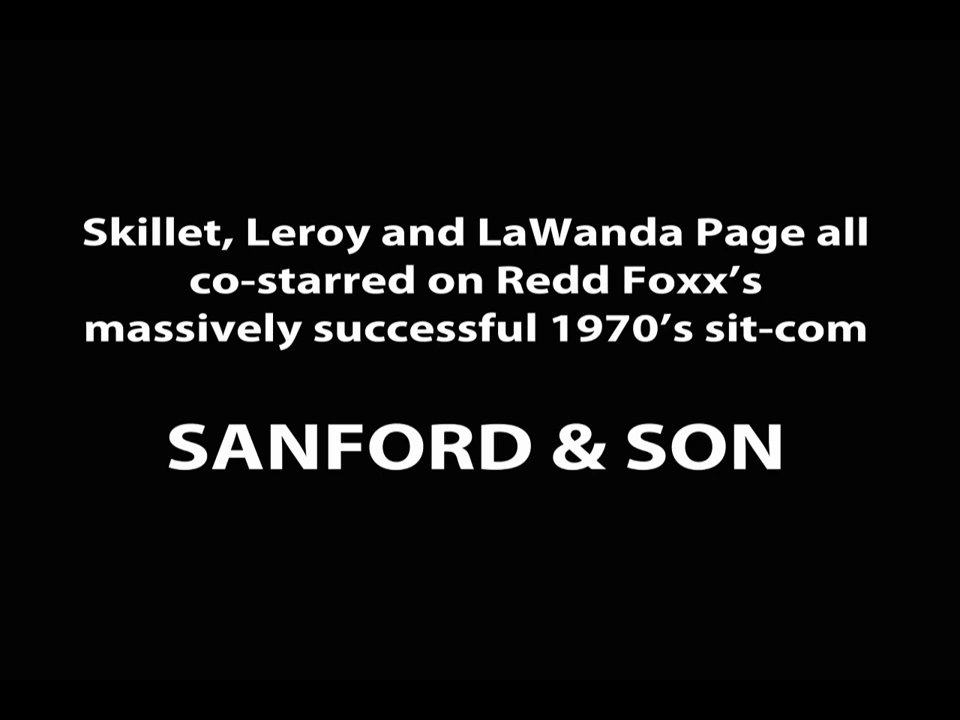 Skillet, Leroy and LaWanda Page all
co-starred on Redd Foxx’s
massively successful 1970’s sit-com
SANFORD & SON